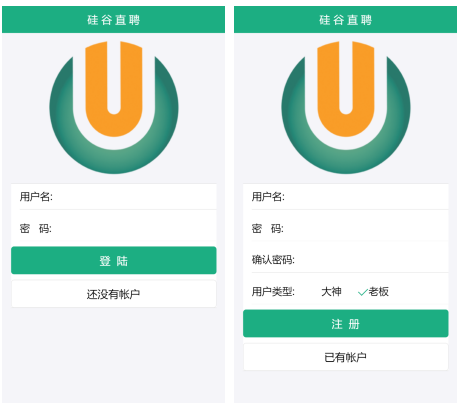 硅谷直聘
用户名:
密 码:
登 陆
还没有帐户
硅谷直聘
用户名:
密 码:
确认密码:
用户类型: 大神 老板
注 册
已有帐户